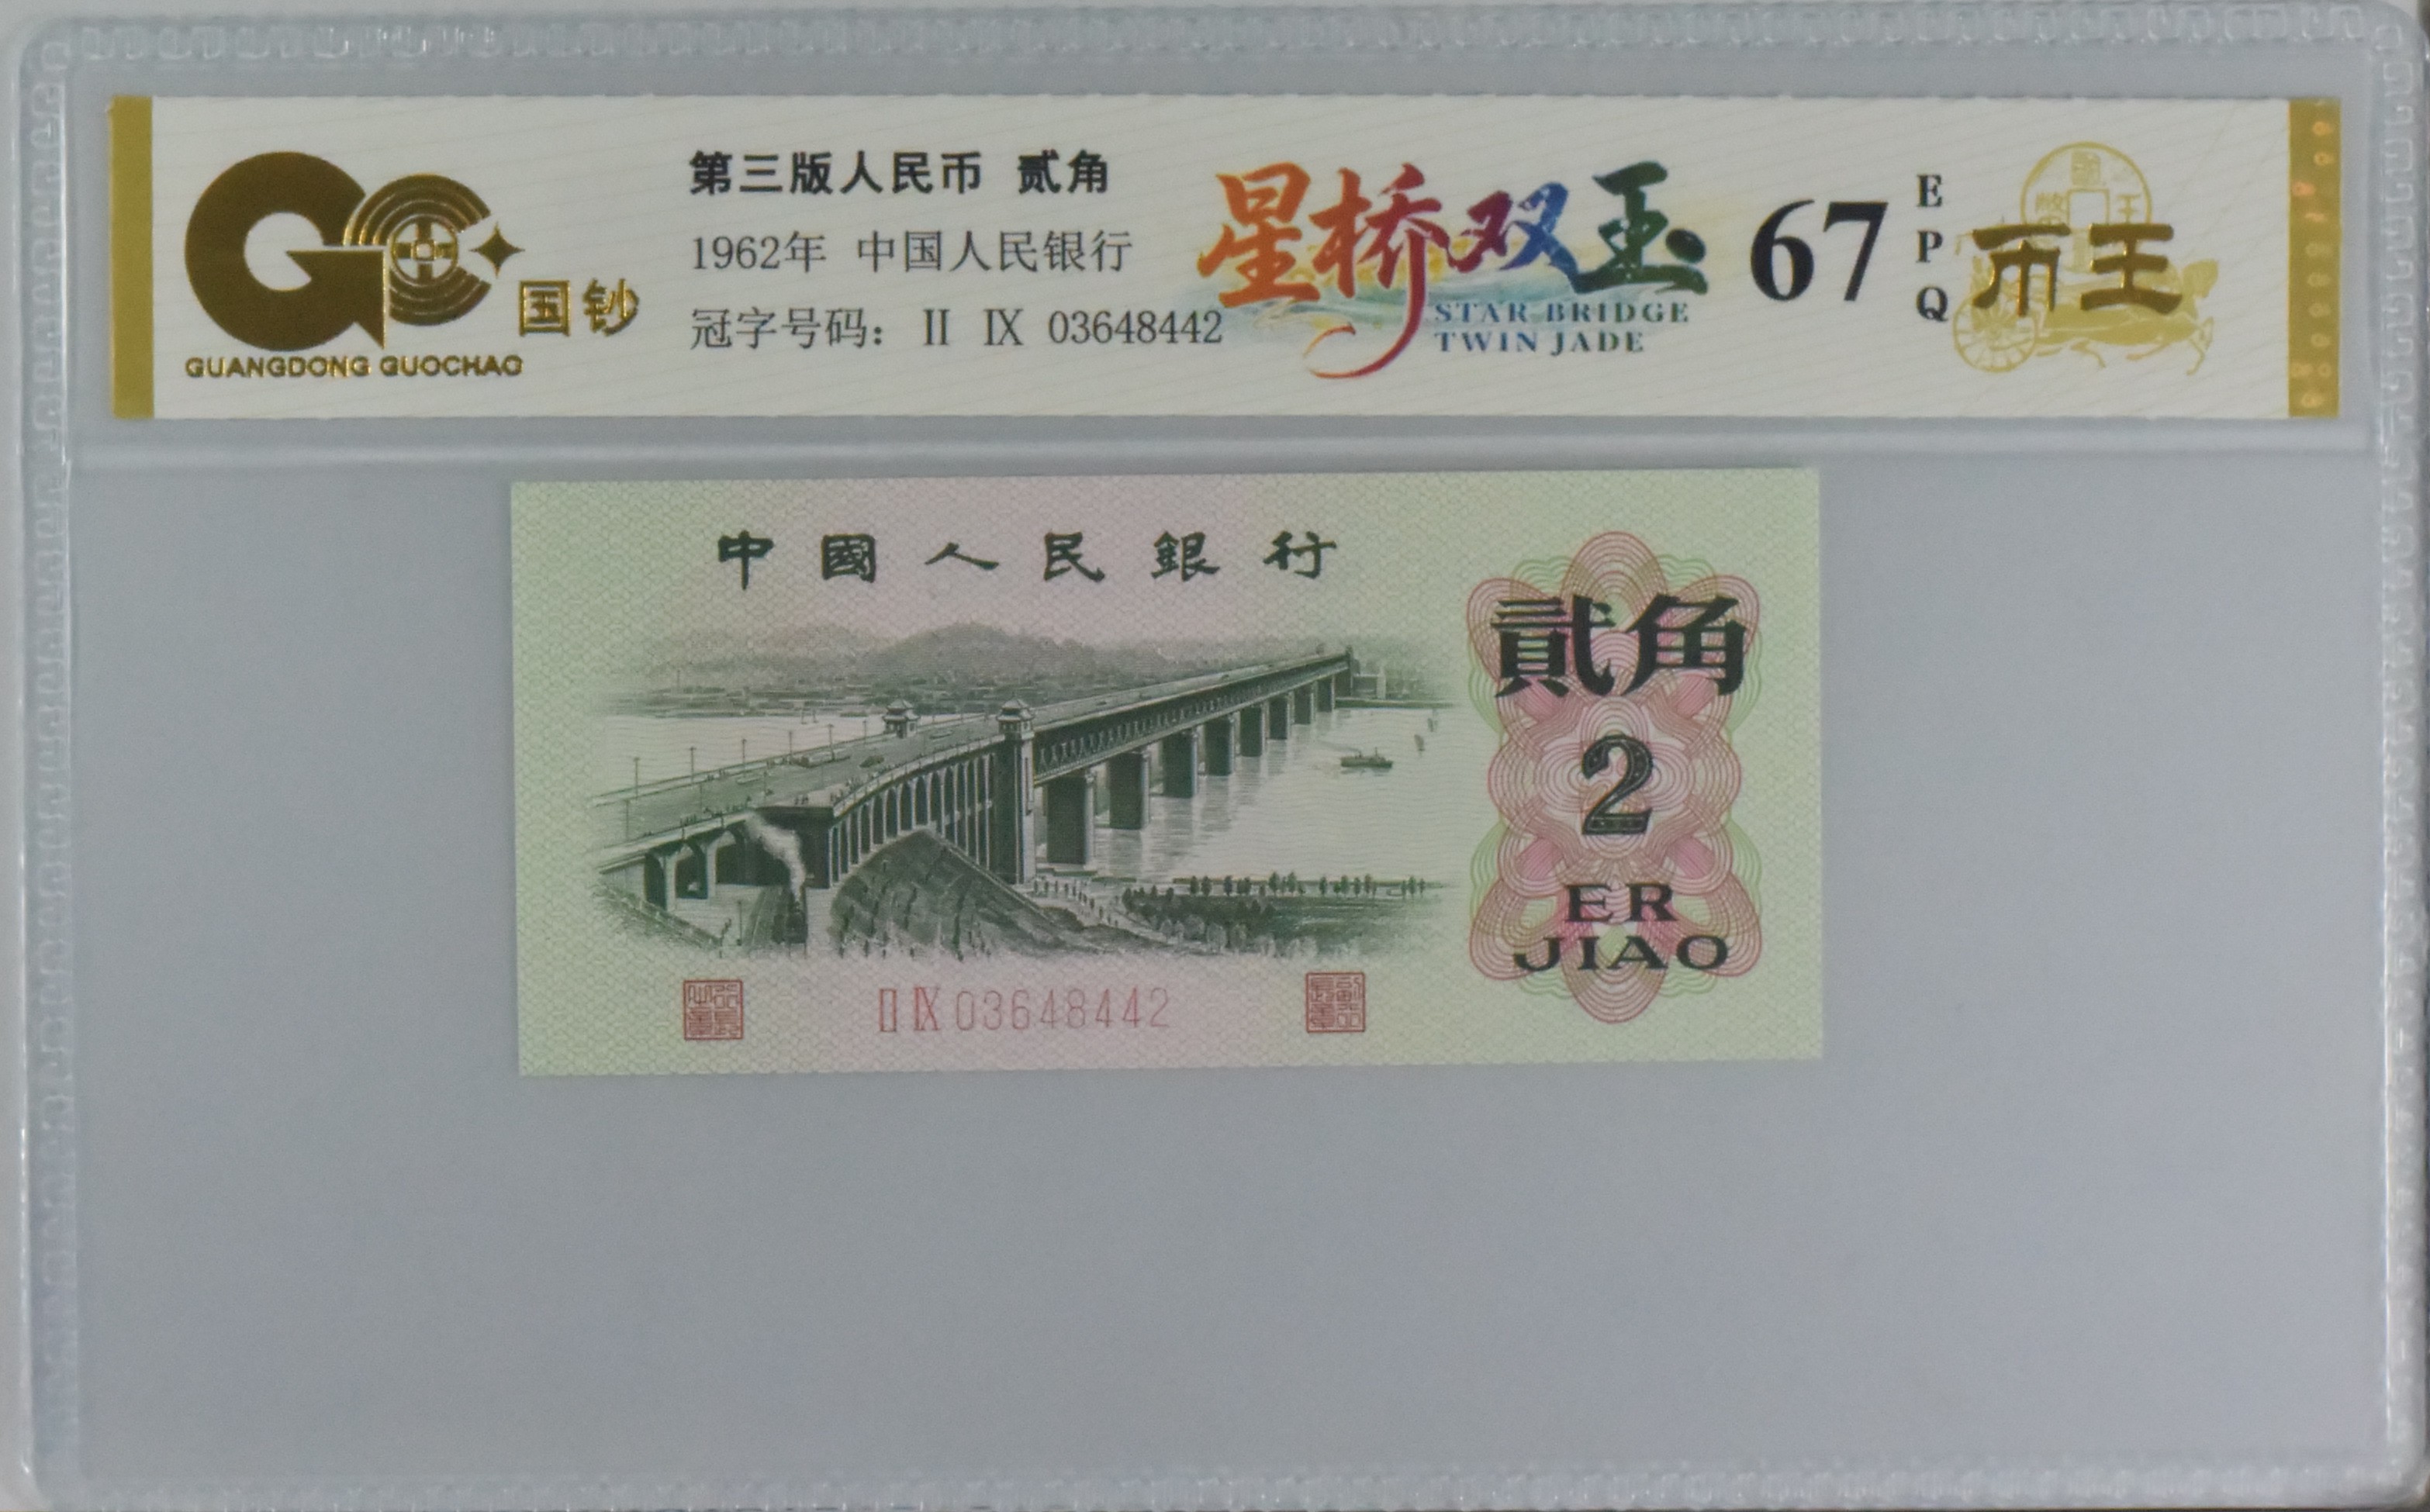 国钞
GUANGDONG GUOCHAO
第三版人民币 贰角
1962年 中国人民银行
冠字号码： II IX 03648442
星桥双玉
STAR BRIDGE
TWIN JADE
67
E
P
Q
币王
中國人民銀行
貳角
2
ER
JIAO
II IX 03648442